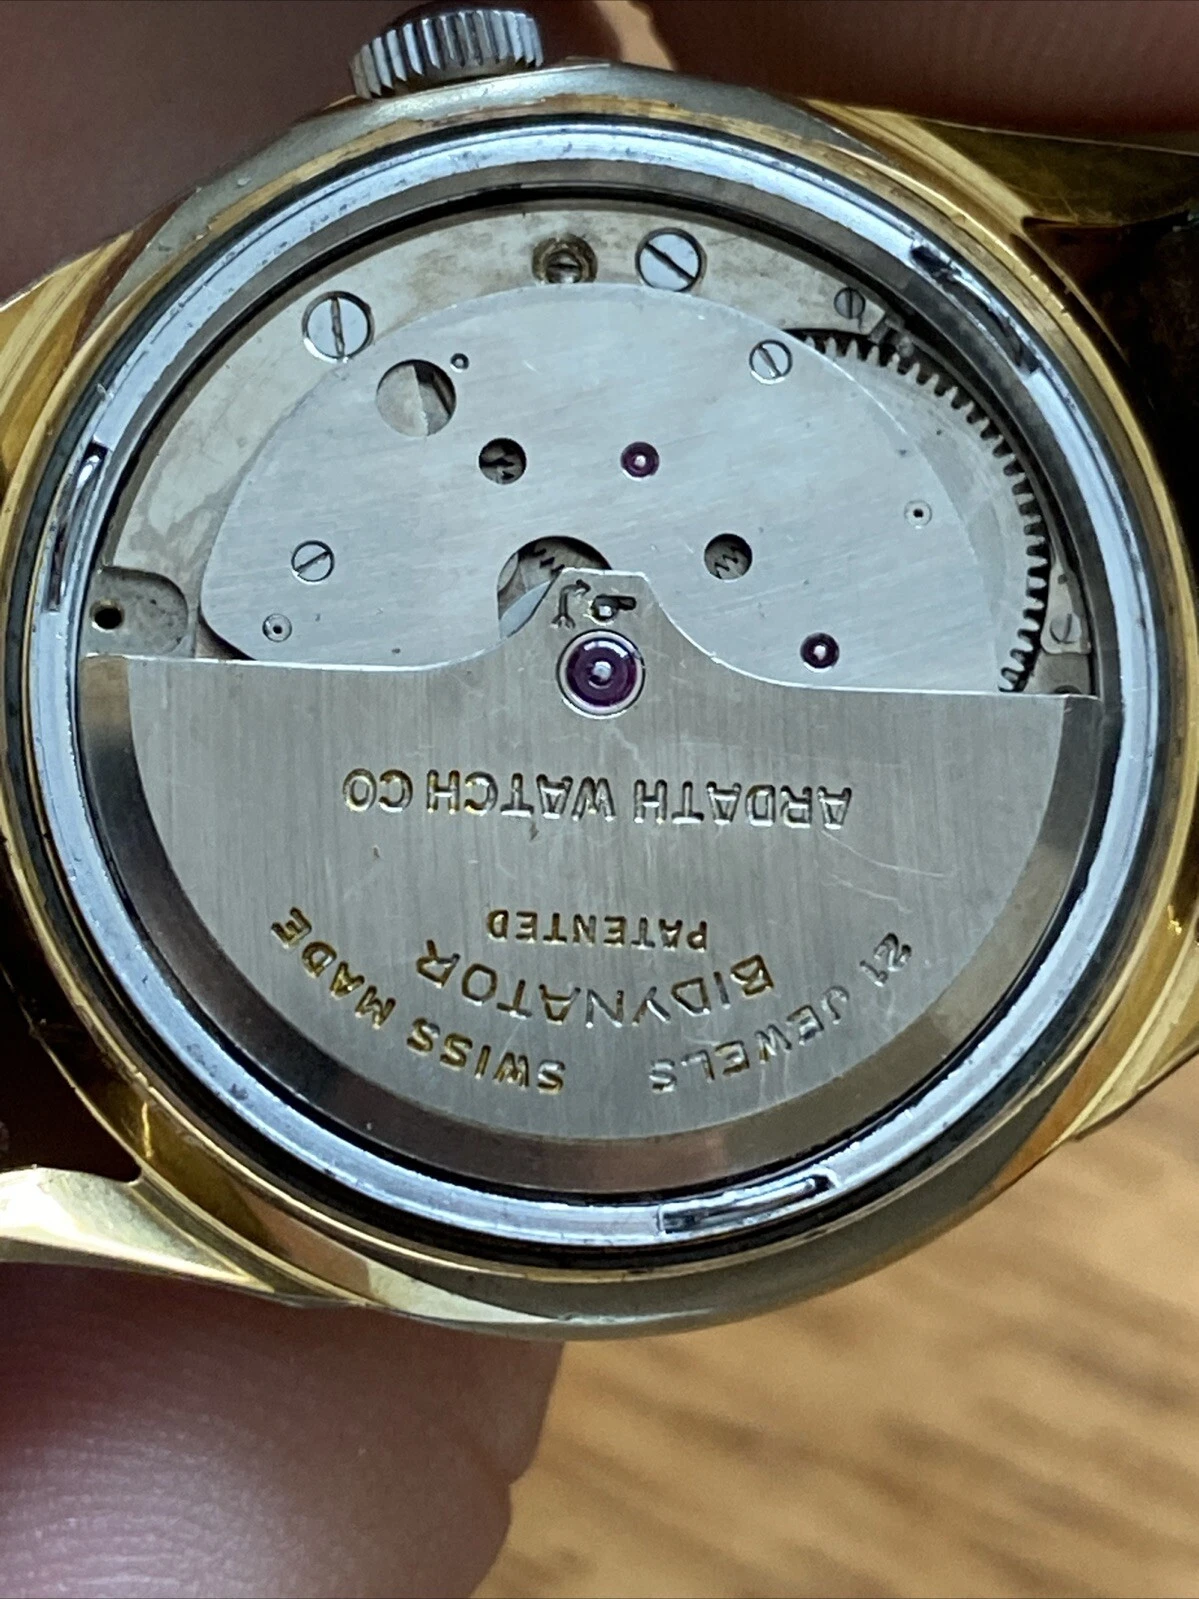 ARDATH WATCH CO
PATENTED
BIDYNATOR
21 JEWELS SWISS MADE